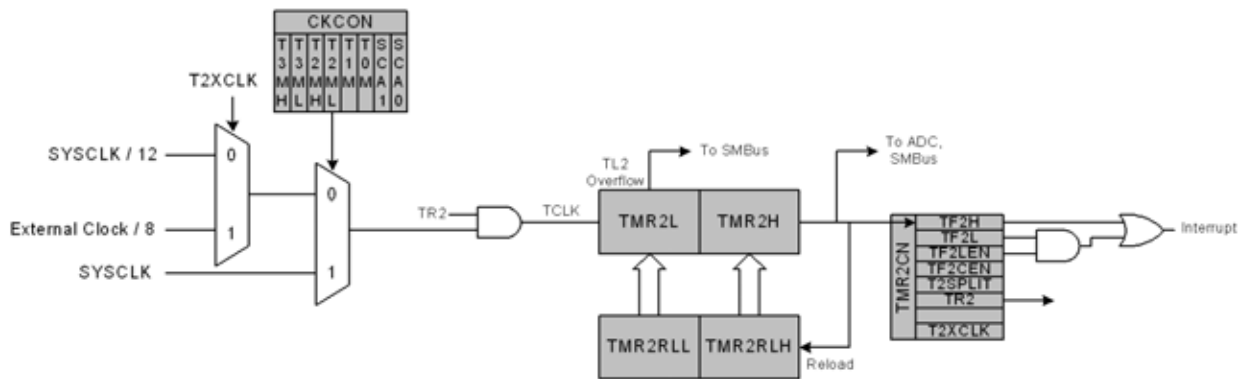 CKCON
T3MH
T3ML
T2MH
T2ML
T1M
T0M
SCA1
SCA0
T2XCLK
SYSCLK / 12
0
External Clock / 8
1
SYSCLK
0
1
TR2
TCLK
TL2
Overflow
To SMBus
To ADC,
SMBus
TMR2L
TMR2H
TMR2RLL
TMR2RLH
Reload
TMR2CN
TF2H
TF2L
TF2LEN
TF2CEN
T2SPLIT
TR2
T2XCLK
Interrupt